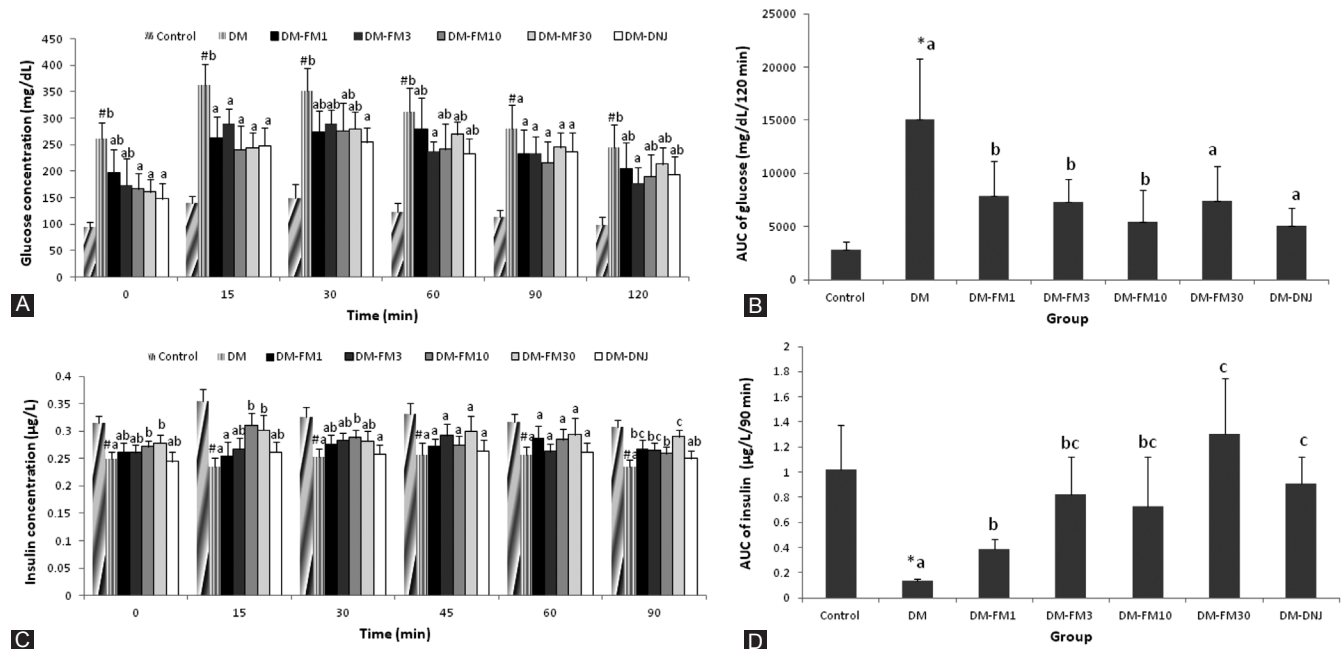 A
Glucose concentration (mg/dL)
450
400
350
300
250
200
150
100
50
0
Control DM DM-FM1 DM-FM3 DM-FM10 DM-MF30 DM-DNJ
#b ab ab a a a
#b a a a a a
#b ab ab ab ab a
#b ab a ab ab ab
#a a a a a a
#b ab a ab ab ab
0 15 30 60 90 120
Time (min)
B
AUC of glucose (mg/dL/120 min)
25000
20000
15000
10000
5000
0
*a b b b a a
Control DM DM-FM1 DM-FM3 DM-FM10 DM-FM30 DM-DNJ
Group
C
Insulin concentration (µg/L)
0.4
0.35
0.3
0.25
0.2
0.15
0.1
0.05
0
Control DM DM-FM1 DM-FM3 DM-FM10 DM-FM30 DM-DNJ
#a ab ab b b ab
#a a ab b b a
#a ab ab b ab a
#a a a a a a
#a a a a a a
#a bc bc b c ab
0 15 30 45 60 90
Time (min)
D
AUC of insulin (µg/L/90 min)
2
1.8
1.6
1.4
1.2
1
0.8
0.6
0.4
0.2
0
*a b bc bc c c
Control DM DM-FM1 DM-FM3 DM-FM10 DM-FM30 DM-DNJ
Group